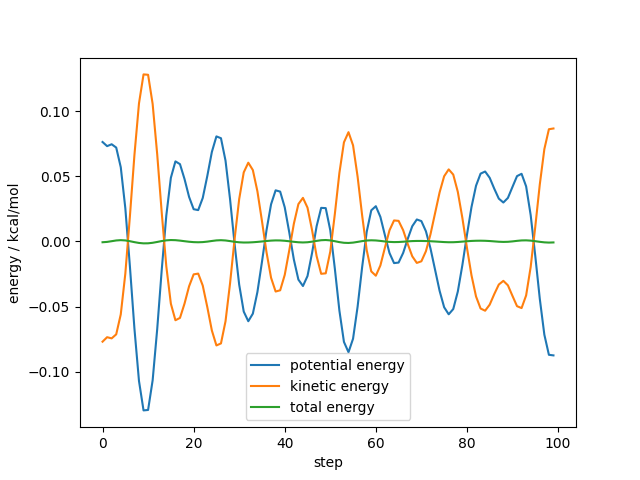 energy / kcal/mol
0.10
0.05
0.00
−0.05
−0.10
potential energy
kinetic energy
total energy
0 20 40 60 80 100
step